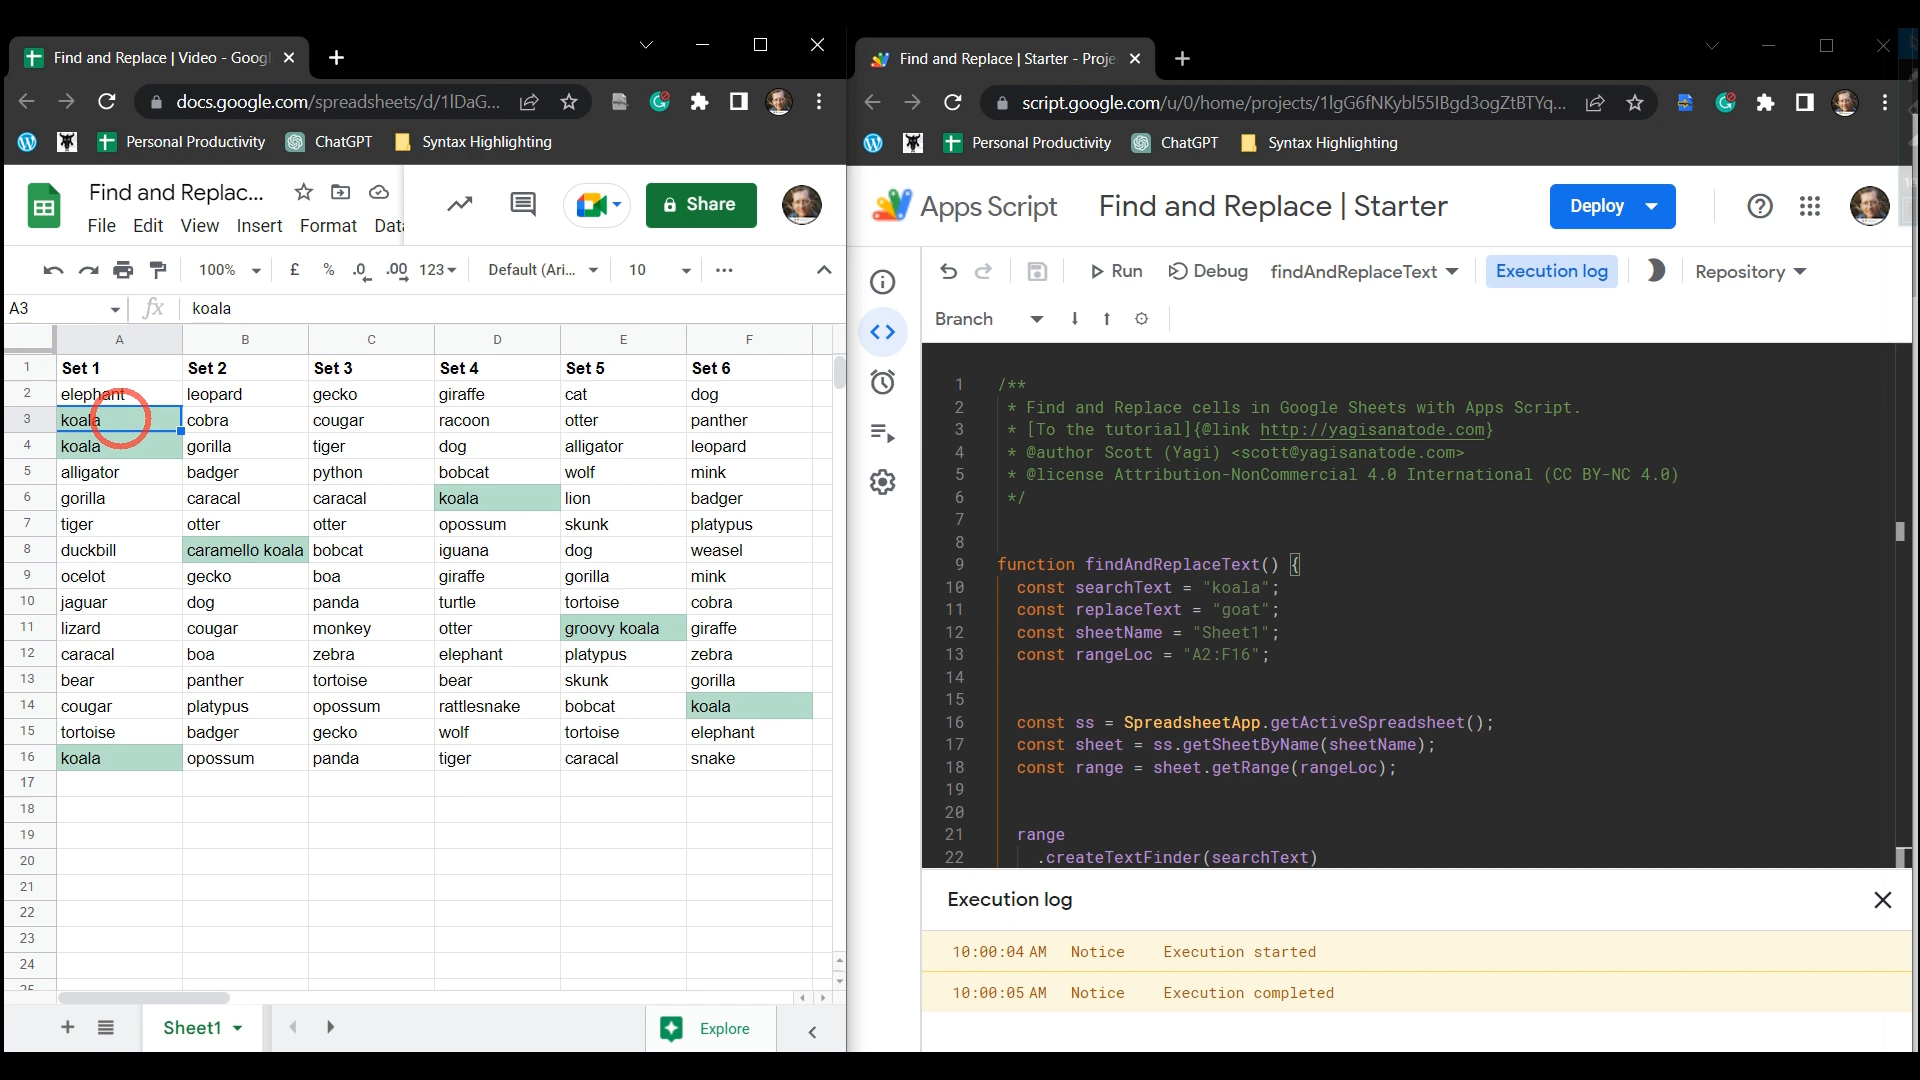 Find and Replace | Video - Googl
docs.google.com/spreadsheets/d/1lDaG...
Personal Productivity
ChatGPT
Syntax Highlighting
Find and Replac...
File Edit View Insert Format Data
Share
100%
£ % .0 .00 123
Default (Ari...
10
A3
fx
koala
A B C D E F
1 Set 1 Set 2 Set 3 Set 4 Set 5 Set 6
2 elephant leopard gecko giraffe cat dog
3 koala cobra cougar racoon otter panther
4 koala gorilla tiger dog alligator leopard
5 alligator badger python bobcat wolf mink
6 gorilla caracal caracal koala lion badger
7 tiger otter otter opossum skunk platypus
8 duckbill caramello koala bobcat iguana dog weasel
9 ocelot gecko boa giraffe gorilla mink
10 jaguar dog panda turtle tortoise cobra
11 lizard cougar monkey otter groovy koala giraffe
12 caracal boa zebra elephant platypus zebra
13 bear panther tortoise bear skunk gorilla
14 cougar platypus opossum rattlesnake bobcat koala
15 tortoise badger gecko wolf tortoise elephant
16 koala opossum panda tiger caracal snake
17
18
19
20
21
22
23
24
25
Sheet1
Explore
Find and Replace | Starter - Proje
script.google.com/u/0/home/projects/1lgG6fNKybl55IBgd3ogZtBTYq...
Personal Productivity
ChatGPT
Syntax Highlighting
Apps Script
Find and Replace | Starter
Deploy
Run
Debug
findAndReplaceText
Execution log
Repository
Branch
1 /**
2 * Find and Replace cells in Google Sheets with Apps Script.
3 * [To the tutorial]{@link http://yagisanatode.com}
4 * @author Scott (Yagi) <scott@yagisanatode.com>
5 * @license Attribution-NonCommercial 4.0 International (CC BY-NC 4.0)
6 */
7
8
9 function findAndReplaceText() {
10 const searchText = "koala";
11 const replaceText = "goat";
12 const sheetName = "Sheet1";
13 const rangeLoc = "A2:F16";
14
15
16 const ss = SpreadsheetApp.getActiveSpreadsheet();
17 const sheet = ss.getSheetByName(sheetName);
18 const range = sheet.getRange(rangeLoc);
19
20
21 range
22 .createTextFinder(searchText)
Execution log
10:00:04 AM Notice Execution started
10:00:05 AM Notice Execution completed